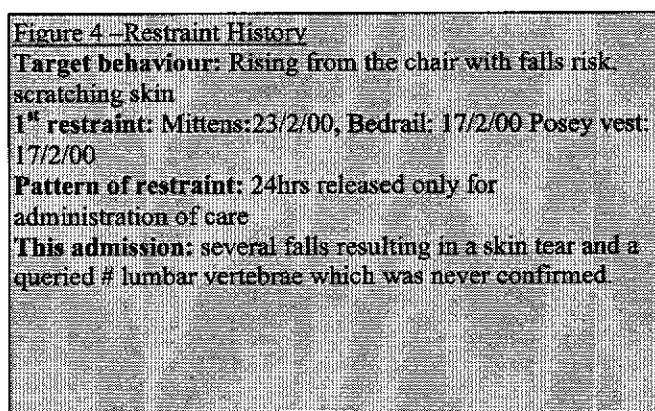 Figure 4 –Restraint History
Target behaviour: Rising from the chair with falls risk,
scratching skin
1st restraint: Mittens:23/2/00, Bedrail: 17/2/00 Posey vest:
17/2/00
Pattern of restraint: 24hrs released only for
administration of care
This admission: several falls resulting in a skin tear and a
queried # lumbar vertebrae which was never confirmed.